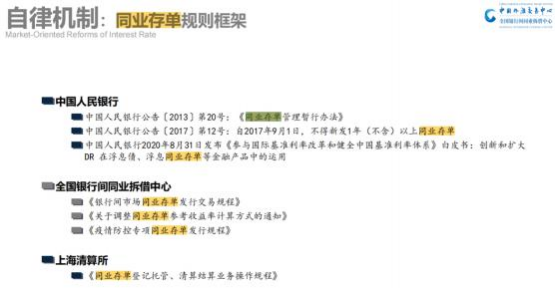 自律机制：同业存单规则框架
Market-Oriented Reforms of Interest Rate
中国外汇交易中心
全国银行间同业拆借中心
中国人民银行
中国人民银行公告〔2013〕第20号：《同业存单管理暂行办法》
中国人民银行公告〔2017〕第12号：自2017年9月1日，不得新发1年（不含）以上同业存单
中国人民银行2020年8月31日发布《参与国际基准利率改革和健全中国基准利率体系》白皮书：创新和扩大
DR 在浮息债、浮息同业存单等金融产品中的运用
全国银行间同业拆借中心
《银行间市场同业存单发行交易规程》
《关于调整同业存单参考收益率计算方式的通知》
《疫情防控专项同业存单发行规程》
上海清算所
《同业存单登记托管、清算结算业务操作规程》